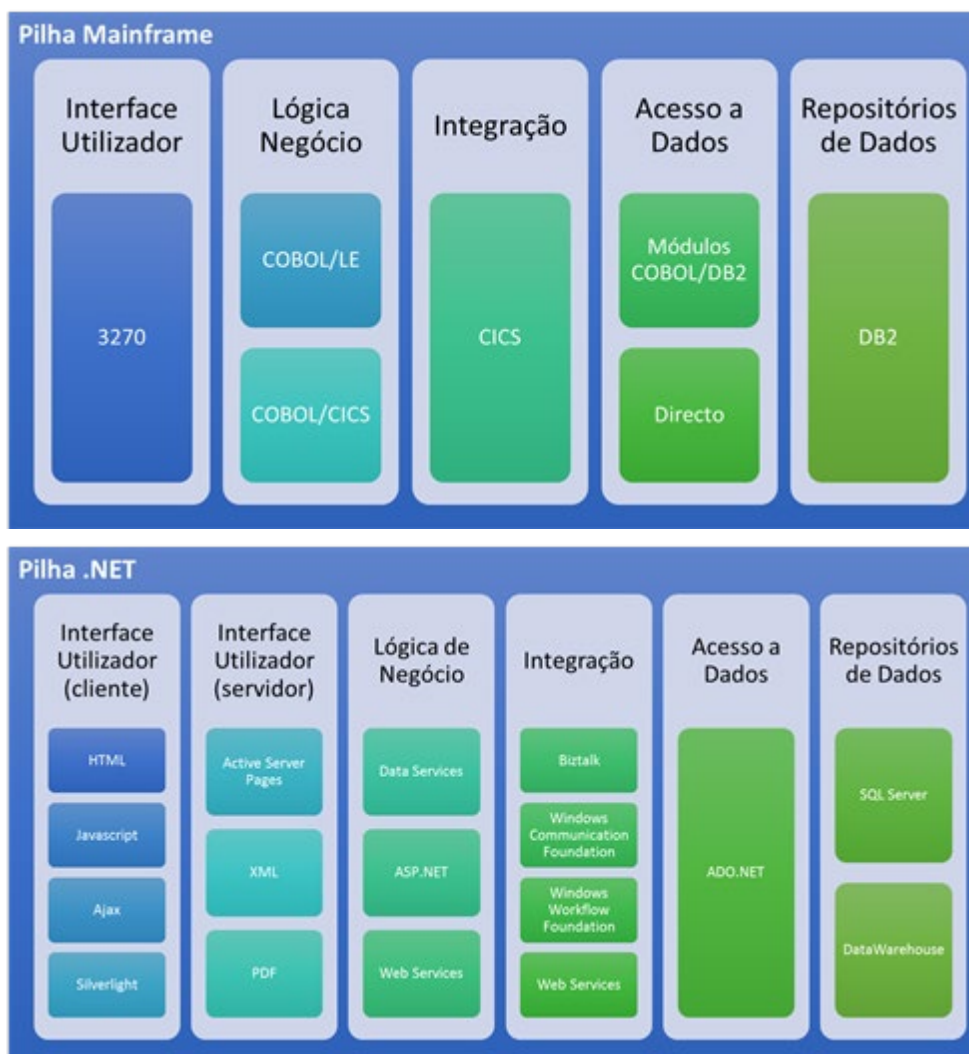 Pilha Mainframe
Interface
Utilizador
3270
Lógica
Negócio
COBOL/LE
COBOL/CICS
Integração
CICS
Acesso a
Dados
Módulos
COBOL/DB2
Directo
Repositórios
de Dados
DB2
Pilha .NET
Interface
Utilizador
(cliente)
HTML
Javascript
Ajax
Silverlight
Interface
Utilizador
(servidor)
Active Server
Pages
XML
PDF
Lógica de
Negócio
Data Services
ASP.NET
Web Services
Integração
Biztalk
Windows
Communication
Foundation
Windows
Workflow
Foundation
Web Services
Acesso a
Dados
ADO.NET
Repositórios
de Dados
SQL Server
DataWarehouse